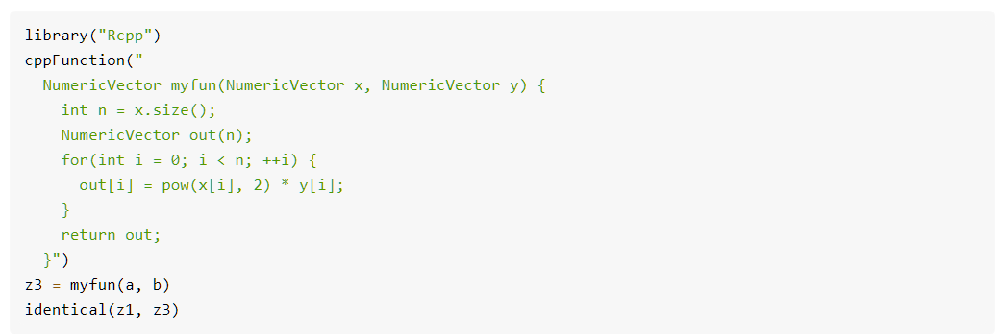 library("Rcpp")
cppFunction("
  NumericVector myfun(NumericVector x, NumericVector y) {
    int n = x.size();
    NumericVector out(n);
    for(int i = 0; i < n; ++i) {
      out[i] = pow(x[i], 2) * y[i];
    }
    return out;
  }")
z3 = myfun(a, b)
identical(z1, z3)